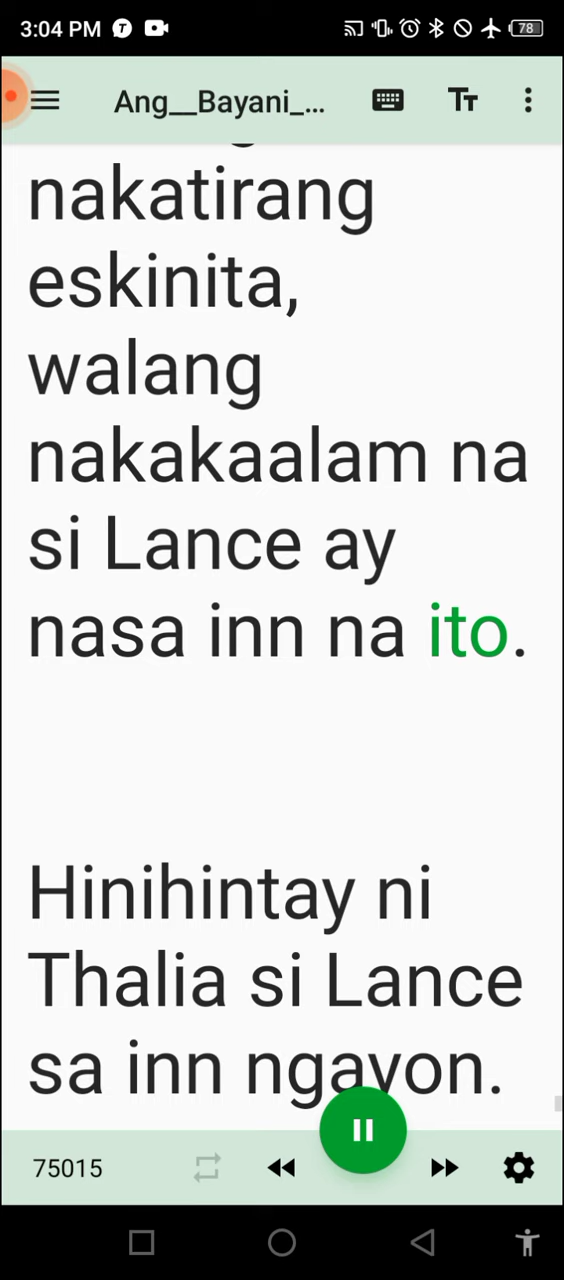 3:04 PM
78
Ang__Bayani_...
nakatirang
eskinita,
walang
nakakaalam na
si Lance ay
nasa inn na ito.
Hinihintay ni
Thalia si Lance
sa inn ngayon.
75015